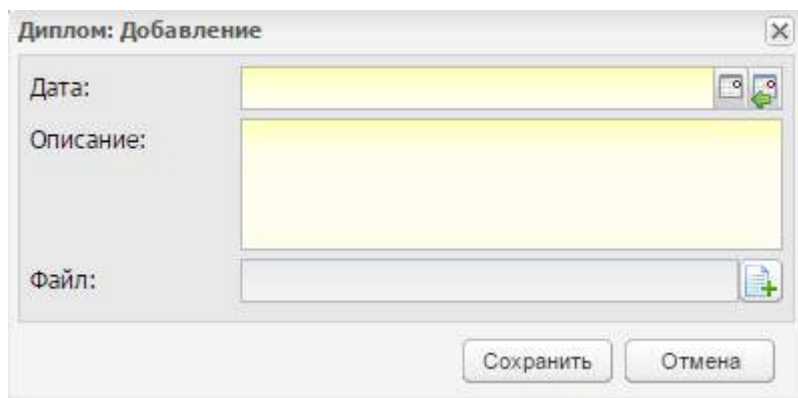 Диплом: Добавление
Дата:
Описание:
Файл:
Сохранить Отмена